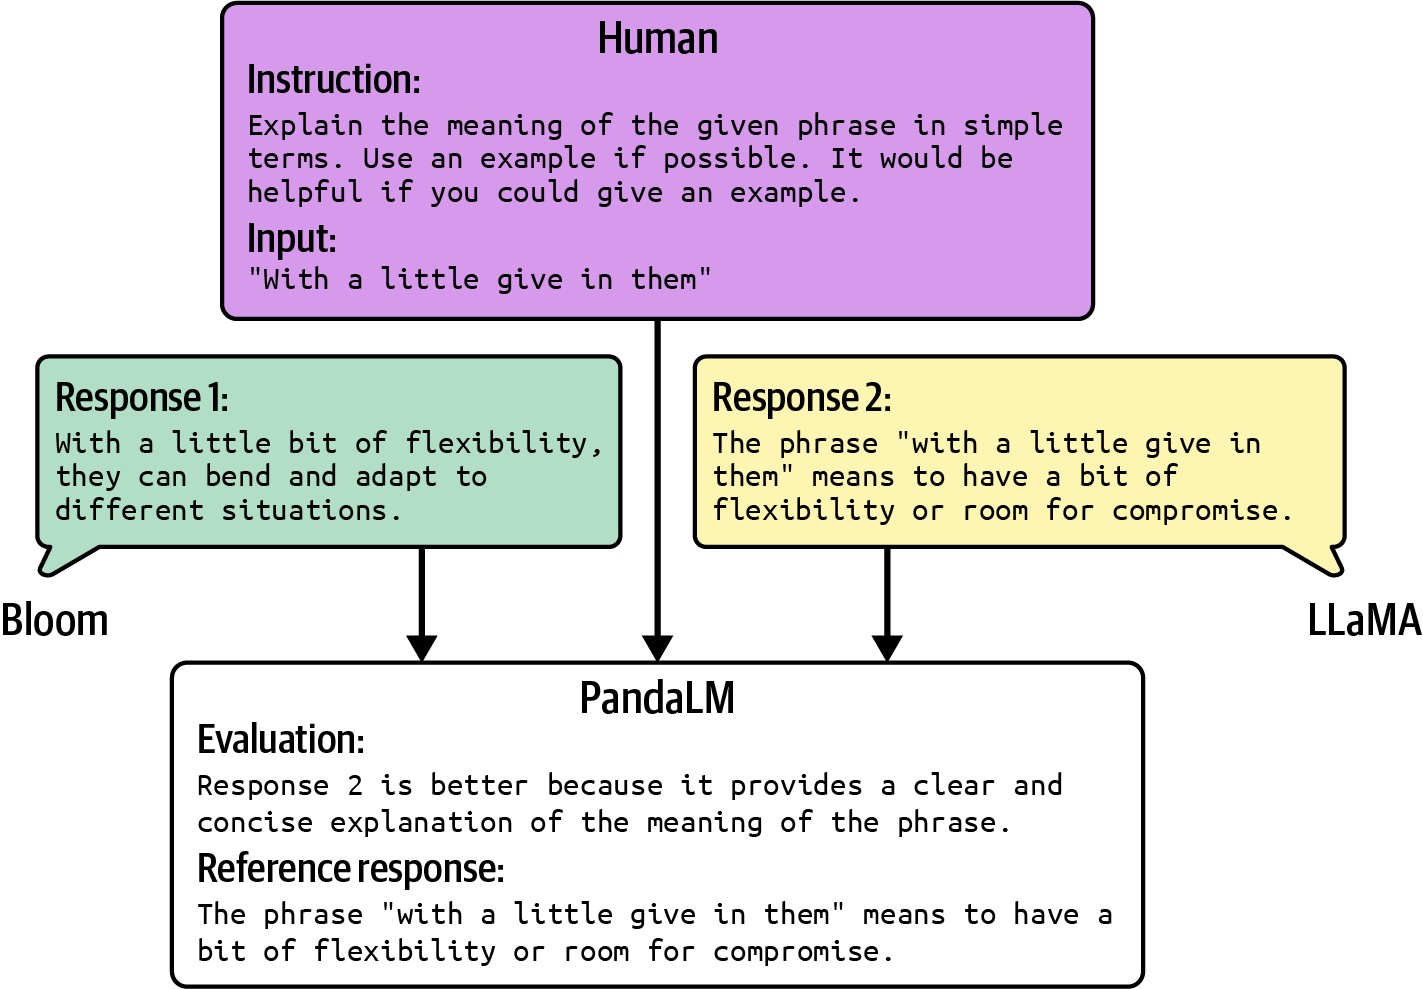 Human
Instruction:
Explain the meaning of the given phrase in simple
terms. Use an example if possible. It would be
helpful if you could give an example.
Input:
"With a little give in them"
Response 1:
With a little bit of flexibility,
they can bend and adapt to
different situations.
Bloom
Response 2:
The phrase "with a little give in
them" means to have a bit of
flexibility or room for compromise.
LLaMA
PandaLM
Evaluation:
Response 2 is better because it provides a clear and
concise explanation of the meaning of the phrase.
Reference response:
The phrase "with a little give in them" means to have a
bit of flexibility or room for compromise.